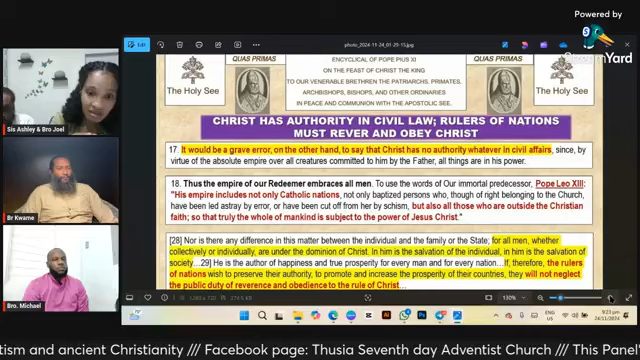 Powered by
StreamYard
Edit
photo_2024-11-24_01-29-15.jpg
ENCYCLICAL OF POPE PIUS XI
QUAS PRIMAS
ON THE FEAST OF CHRIST THE KING
QUAS PRIMAS
TO OUR VENERABLE BRETHREN THE PATRIARCHS, PRIMATES,
ARCHBISHOPS, BISHOPS, AND OTHER ORDINARIES
IN PEACE AND COMMUNION WITH THE APOSTOLIC SEE.
The Holy See
The Holy See
CHRIST HAS AUTHORITY IN CIVIL LAW; RULERS OF NATIONS
MUST REVER AND OBEY CHRIST
17. It would be a grave error, on the other hand, to say that Christ has no authority whatever in civil affairs, since, by
virtue of the absolute empire over all creatures committed to him by the Father, all things are in his power.
18. Thus the empire of our Redeemer embraces all men. To use the words of Our immortal predecessor, Pope Leo XIII:
"His empire includes not only Catholic nations, not only baptized persons who, though of right belonging to the Church,
have been led astray by error, or have been cut off from her by schism, but also all those who are outside the Christian
faith; so that truly the whole of mankind is subject to the power of Jesus Christ."
[28] Nor is there any difference in this matter between the individual and the family or the State; for all men, whether
collectively or individually, are under the dominion of Christ. In him is the salvation of the individual, in him is the salvation of
society... 29] He is the author of happiness and true prosperity for every man and for every nation... If, therefore, the rulers
of nations wish to preserve their authority, to promote and increase the prosperity of their countries, they will not neglect
the public duty of reverence and obedience to the rule of Christ...
Sis Ashley & Bro Joel
Br Kwame
Bro. Michael
130%
ENG
9:23 pm
24/11/2024
tism and ancient Christianity /// Facebook page: Thusia Seventh day Adventist Church /// This Panel